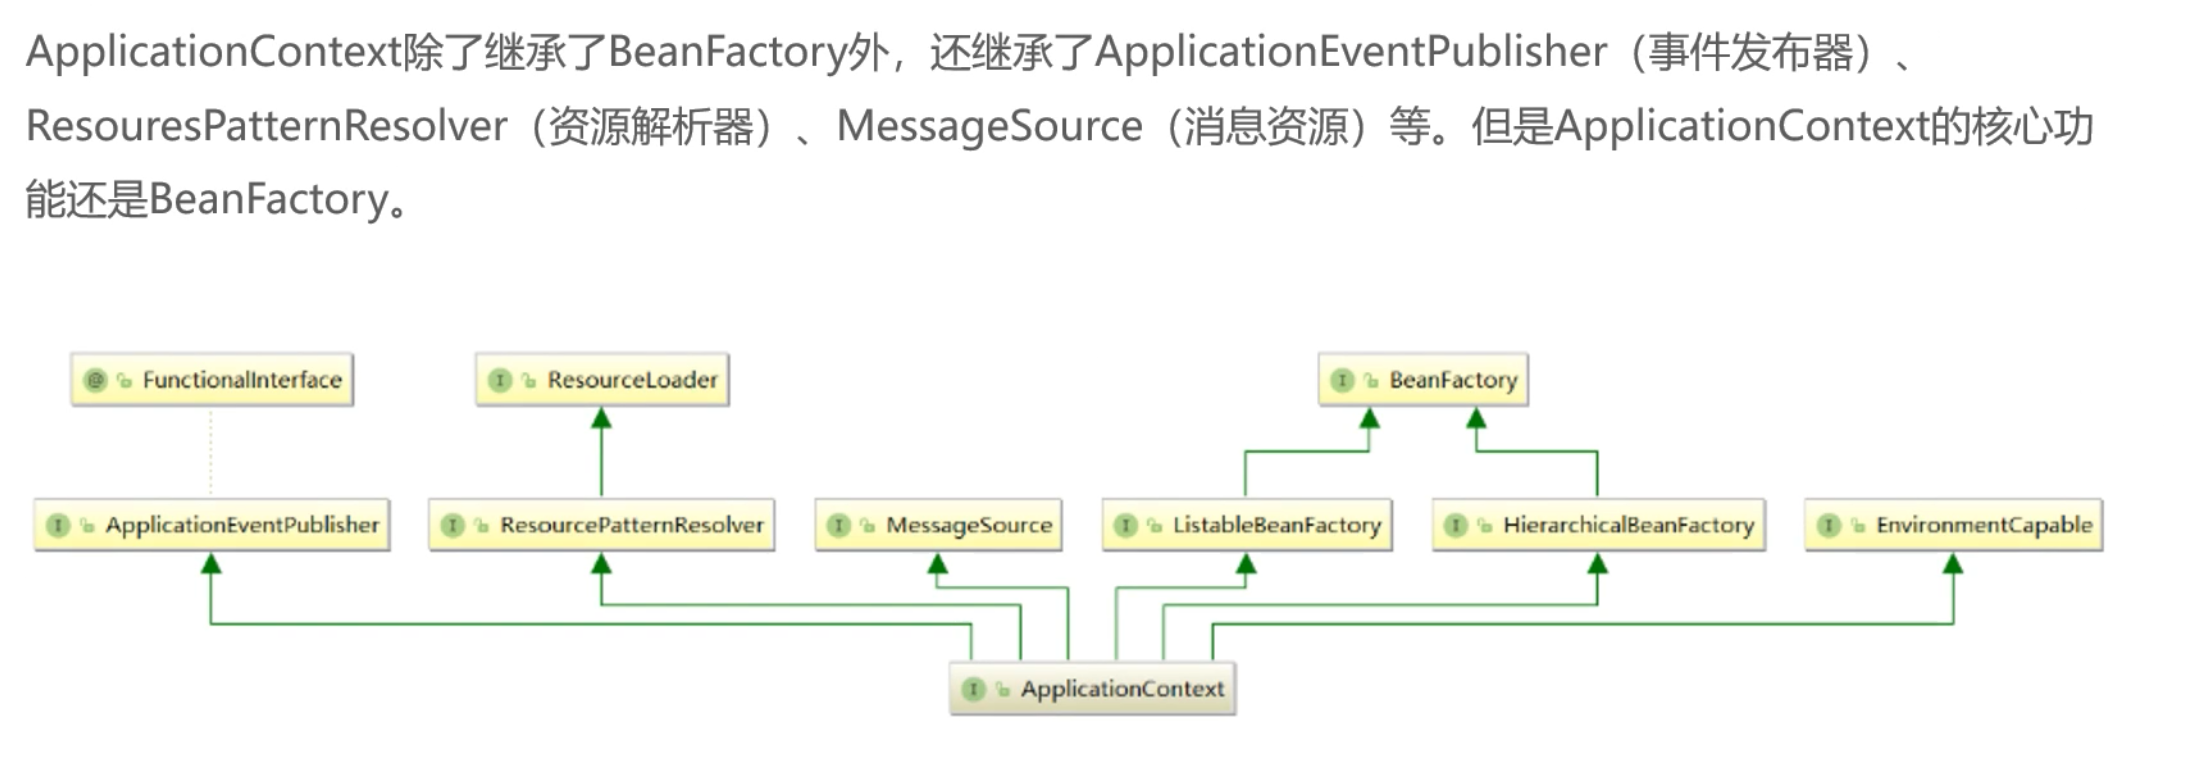 ApplicationContext除了继承了BeanFactory外，还继承了ApplicationEventPublisher（事件发布器）、
ResouresPatternResolver（资源解析器）、MessageSource（消息资源）等。但是ApplicationContext的核心功
能还是BeanFactory。
@ FunctionalInterface
I ResourceLoader
I BeanFactory
I ApplicationEventPublisher
I ResourcePatternResolver
I MessageSource
I ListableBeanFactory
I HierarchicalBeanFactory
I EnvironmentCapable
I ApplicationContext